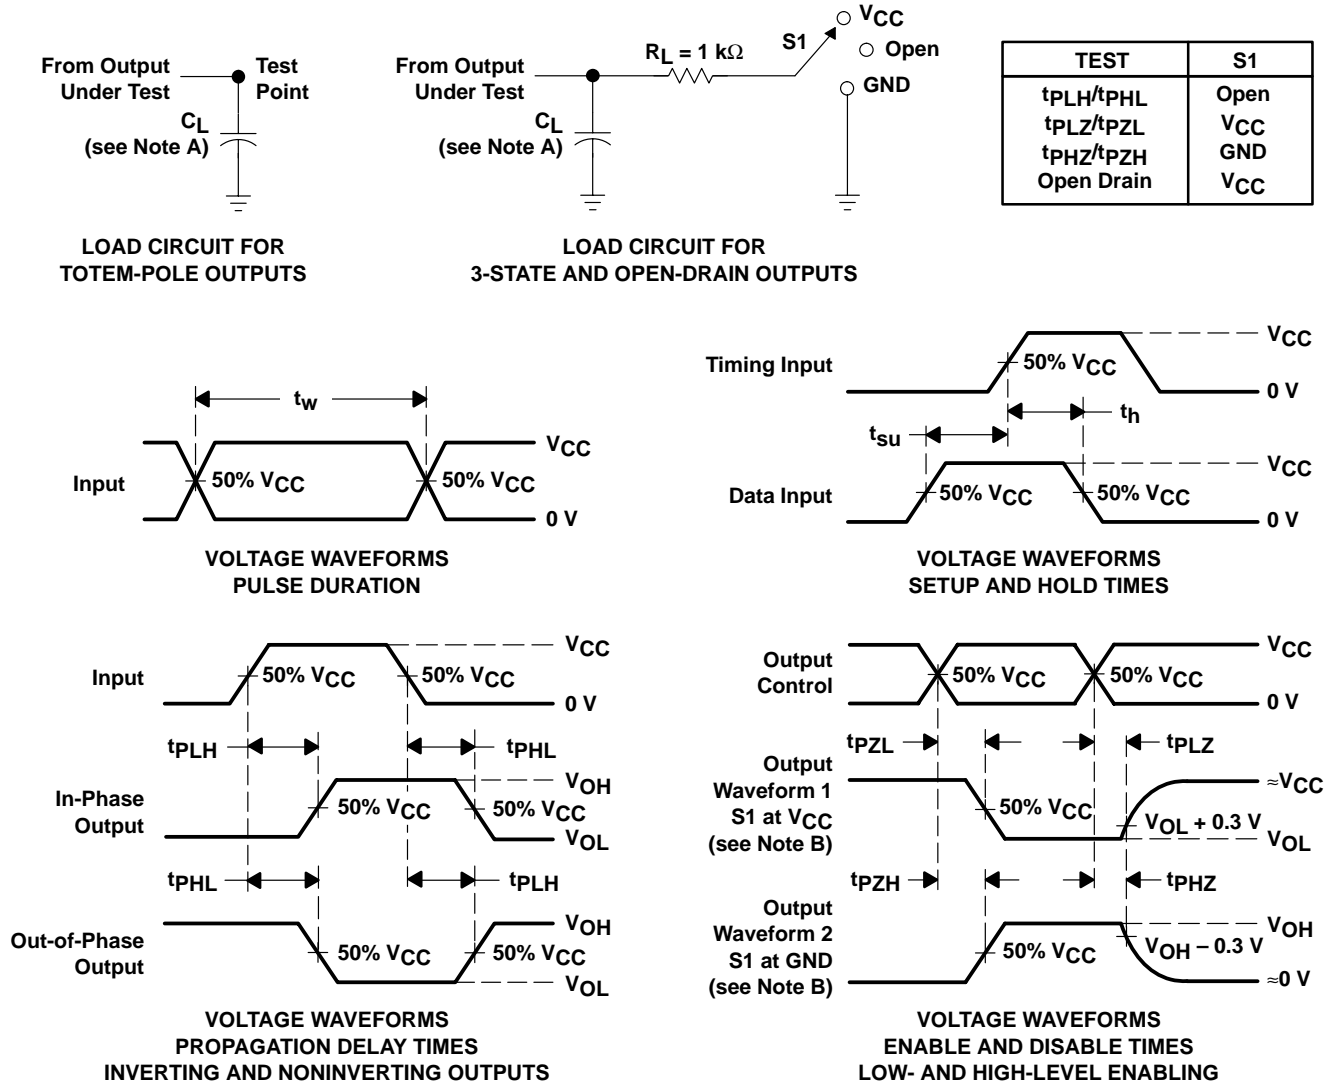 From Output
Under Test
Test
Point
CL
(see Note A)
LOAD CIRCUIT FOR
TOTEM-POLE OUTPUTS
From Output
Under Test
RL = 1 kΩ
S1
VCC
Open
GND
CL
(see Note A)
LOAD CIRCUIT FOR
3-STATE AND OPEN-DRAIN OUTPUTS
TEST S1
tPLH/tPHL Open
tPLZ/tPZL VCC
tPHZ/tPZH GND
Open Drain VCC
tw
Input
VCC
50% VCC
50% VCC
0 V
VOLTAGE WAVEFORMS
PULSE DURATION
Timing Input
VCC
50% VCC
0 V
tsu
th
Data Input
VCC
50% VCC
50% VCC
0 V
VOLTAGE WAVEFORMS
SETUP AND HOLD TIMES
Input
VCC
50% VCC
50% VCC
0 V
tPLH
tPHL
In-Phase
Output
VOH
50% VCC
50% VCC
VOL
tPHL
tPLH
Out-of-Phase
Output
VOH
50% VCC
50% VCC
VOL
VOLTAGE WAVEFORMS
PROPAGATION DELAY TIMES
INVERTING AND NONINVERTING OUTPUTS
Output
Control
VCC
50% VCC
50% VCC
0 V
tPZL
tPLZ
Output
Waveform 1
S1 at VCC
(see Note B)
≈VCC
50% VCC
VOL + 0.3 V
VOL
tPZH
tPHZ
Output
Waveform 2
S1 at GND
(see Note B)
VOH
50% VCC
VOH − 0.3 V
≈0 V
VOLTAGE WAVEFORMS
ENABLE AND DISABLE TIMES
LOW- AND HIGH-LEVEL ENABLING